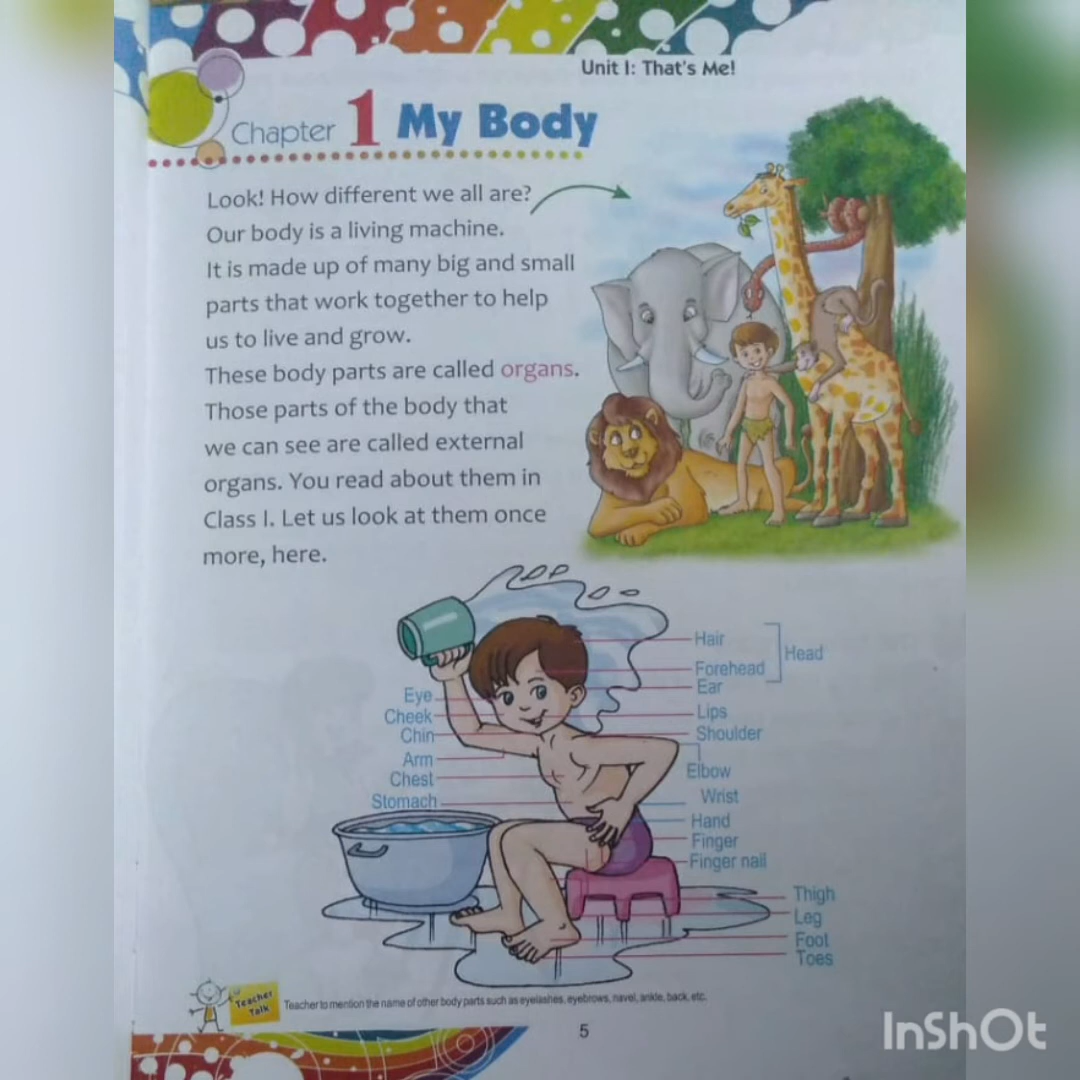 Unit I: That's Me!
Chapter 1 My Body
Look! How different we all are?
Our body is a living machine.
It is made up of many big and small
parts that work together to help
us to live and grow.
These body parts are called organs.
Those parts of the body that
we can see are called external
organs. You read about them in
Class I. Let us look at them once
more, here.
Hair
Head
Forehead
Ear
Eye
Lips
Cheek
Shoulder
Chin
Arm
Elbow
Chest
Wrist
Stomach
Hand
Finger
Finger nail
Thigh
Leg
Foot
Toes
Teacher Talk
Teacher to mention the name of other body parts such as eyelashes, eyebrows, navel, ankle, back, etc.
5
InShOt